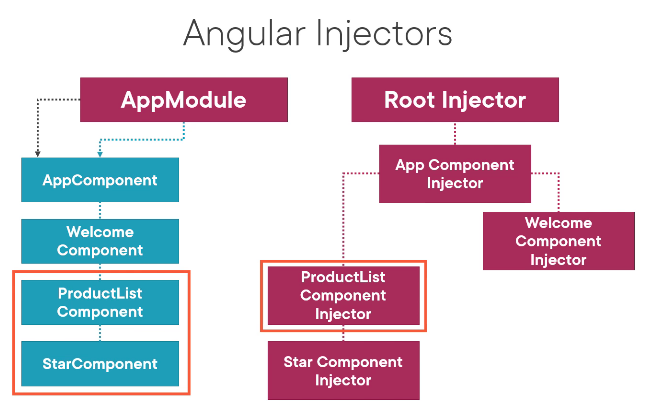 Angular Injectors
AppModule
Root Injector
AppComponent
App Component
Injector
Welcome
Component
Welcome
Component
Injector
ProductList
Component
ProductList
Component
Injector
StarComponent
Star Component
Injector